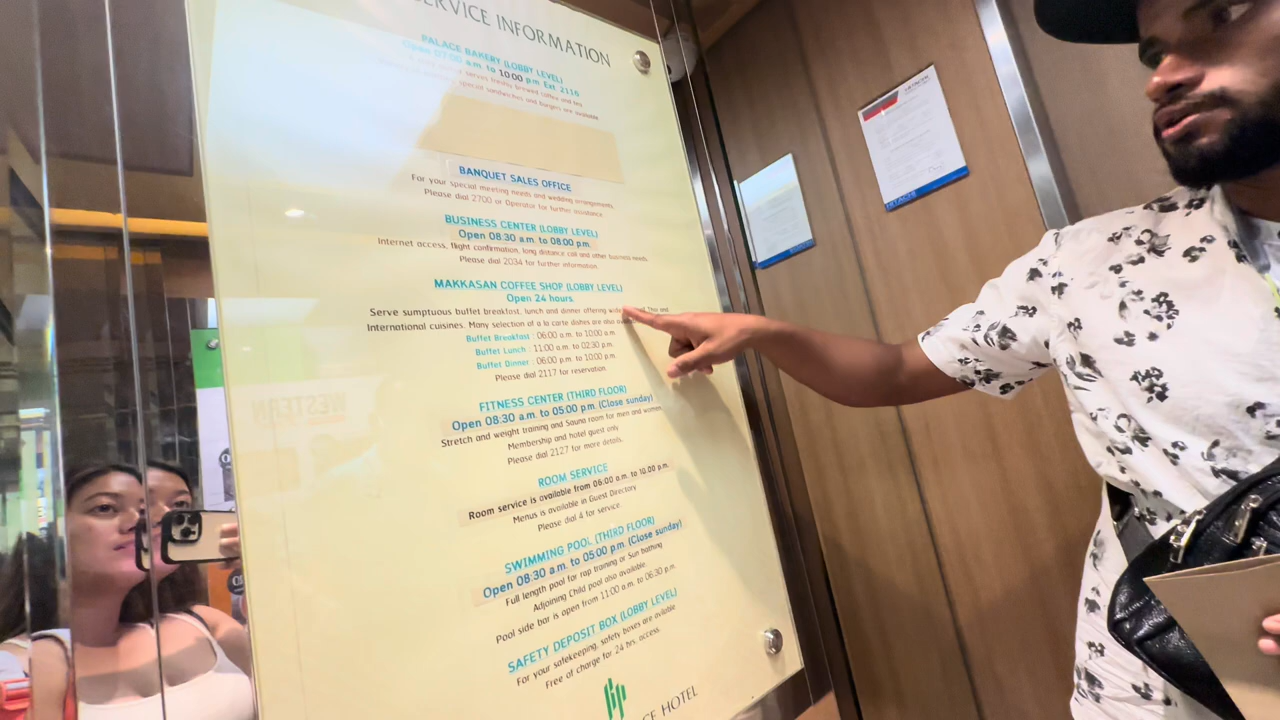 SERVICE INFORMATION
PALACE BAKERY (LOBBY LEVEL)
Open 07:00 a.m. to 10:00 p.m. Ext. 2116
serves freshly brewed coffee and tea
special sandwiches and burgers are available
BANQUET SALES OFFICE
For your special meeting needs and wedding arrangements.
Please dial 2700 or Operator for further assistance.
BUSINESS CENTER (LOBBY LEVEL)
Open 08:30 a.m. to 08:00 p.m.
Internet access, flight confirmation, long distance call and other business needs.
Please dial 2034 for further information.
MAKKASAN COFFEE SHOP (LOBBY LEVEL)
Open 24 hours.
Serve sumptuous buffet breakfast, lunch and dinner offering Thai and
International cuisines. Many selection of a la carte dishes are also
Buffet Breakfast : 06:00 a.m. to 10:00 a.m.
Buffet Lunch : 11:00 a.m. to 02:30 p.m.
Buffet Dinner : 06:00 p.m. to 10:00 p.m.
Please dial 2117 for reservation.
FITNESS CENTER (THIRD FLOOR)
Open 08:30 a.m. to 05:00 p.m. (Close sunday)
Stretch and weight training and Sauna room for men and women
Membership and hotel guest only
Please dial 2127 for more details.
ROOM SERVICE
Room service is available from 06:00 a.m. to 10.00 p.m.
Menus is available in Guest Directory
Please dial 4 for service
SWIMMING POOL (THIRD FLOOR)
Open 08:30 a.m. to 05:00 p.m. (Close sunday)
Full length pool for rap training or Sun bathing
Adjoining Child pool also available.
Pool side bar is open from 11:00 a.m. to 06:30 p.m.
SAFETY DEPOSIT BOX (LOBBY LEVEL)
For your safekeeping, safety boxes are avilable
Free of charge for 24 hrs. access.
CE HOTEL
HITACHI